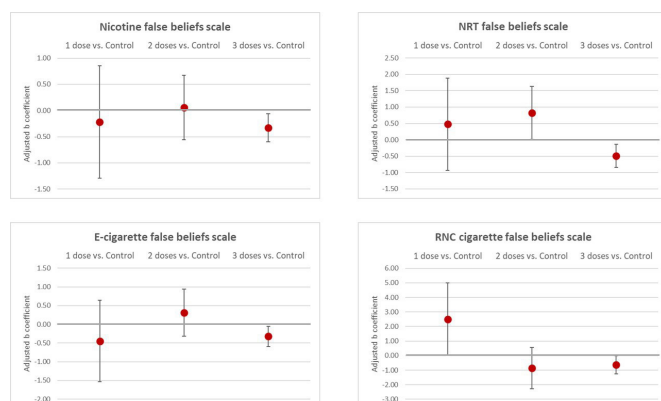 Nicotine false beliefs scale
1 dose vs. Control 2 doses vs. Control 3 doses vs. Control
Adjusted b coefficient
1.00
0.50
0.00
-0.50
-1.00
-1.50
NRT false beliefs scale
1 dose vs. Control 2 doses vs. Control 3 doses vs. Control
Adjusted b coefficient
2.50
2.00
1.50
1.00
0.50
0.00
-0.50
-1.00
-1.50
E-cigarette false beliefs scale
1 dose vs. Control 2 doses vs. Control 3 doses vs. Control
Adjusted b coefficient
1.50
1.00
0.50
0.00
-0.50
-1.00
-1.50
-2.00
RNC cigarette false beliefs scale
1 dose vs. Control 2 doses vs. Control 3 doses vs. Control
Adjusted b coefficient
6.00
5.00
4.00
3.00
2.00
1.00
0.00
-1.00
-2.00
-3.00